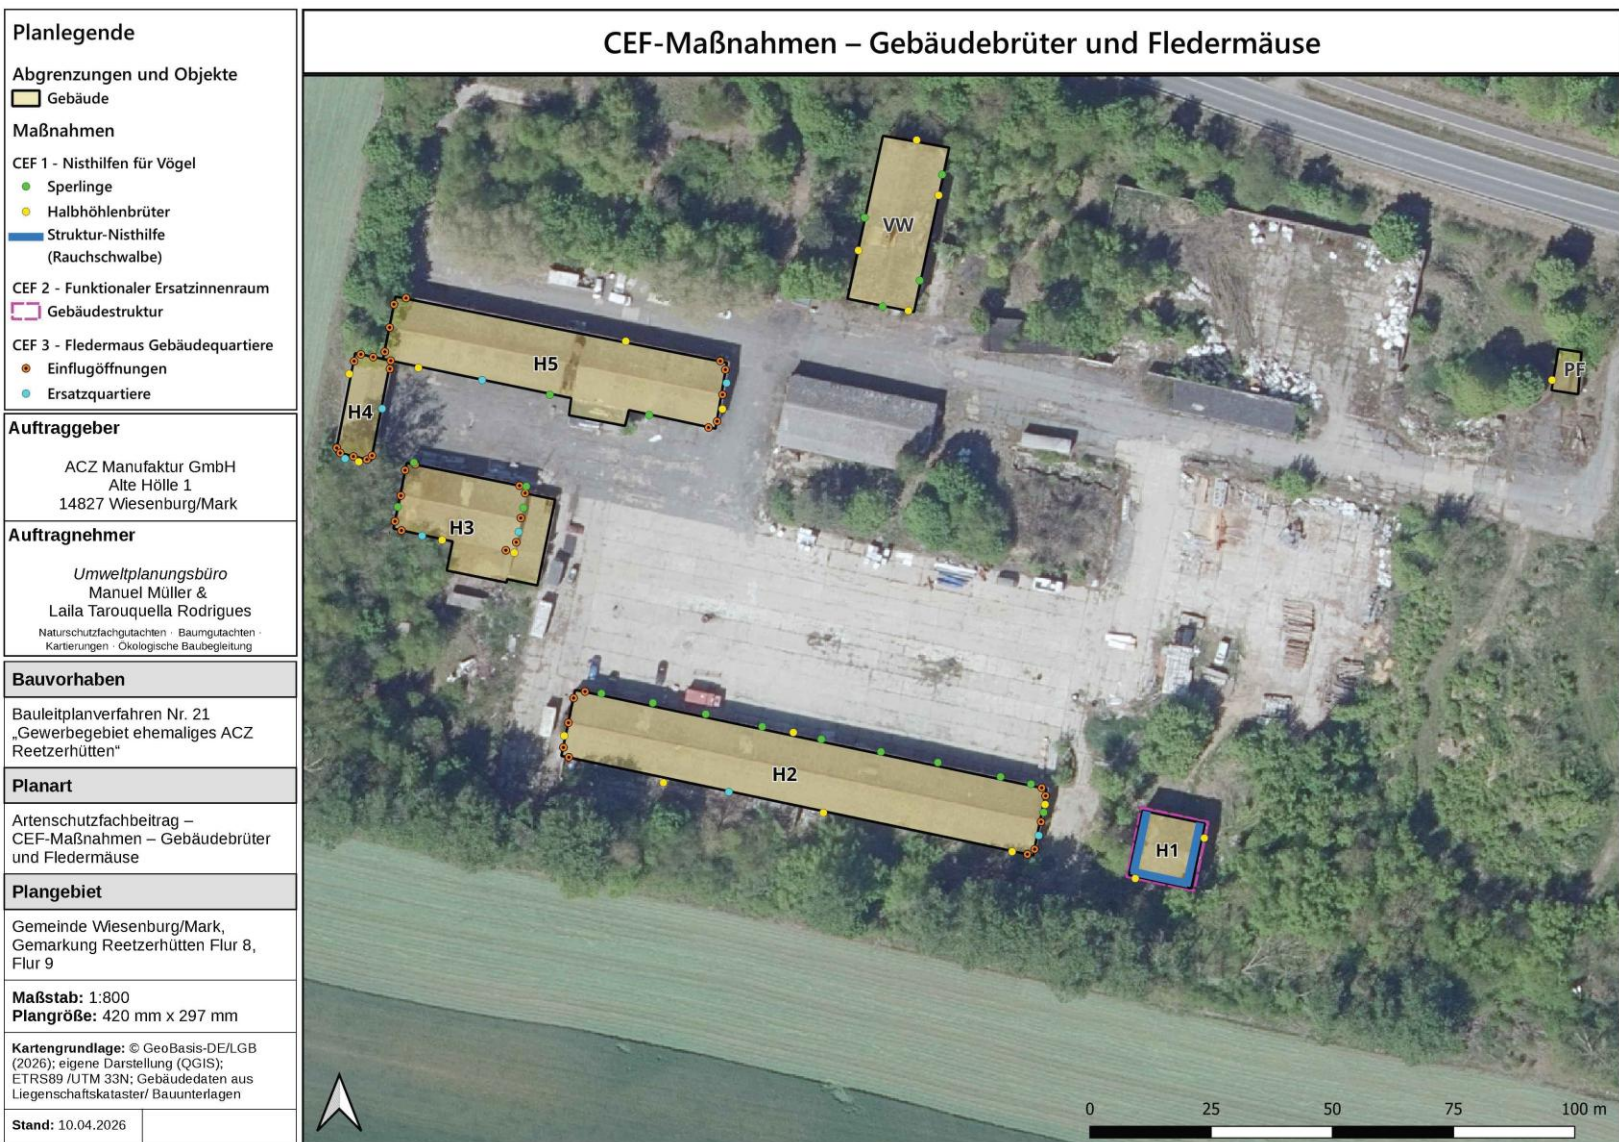 Planlegende
Abgrenzungen und Objekte
Gebäude
Maßnahmen
CEF 1 - Nisthilfen für Vögel
Sperlinge
Halbhöhlenbrüter
Struktur-Nisthilfe
(Rauchschwalbe)
CEF 2 - Funktionaler Ersatzinnenraum
Gebäudestruktur
CEF 3 - Fledermaus Gebäudequartiere
Einflugöffnungen
Ersatzquartiere
Auftraggeber
ACZ Manufaktur GmbH
Alte Hölle 1
14827 Wiesenburg/Mark
Auftragnehmer
Umweltplanungsbüro
Manuel Müller &
Laila Tarouquella Rodrigues
Naturschutzfachgutachten · Baumgutachten ·
Kartierungen · Ökologische Baubegleitung
Bauvorhaben
Bauleitplanverfahren Nr. 21
„Gewerbegebiet ehemaliges ACZ
Reetzerhütten“
Planart
Artenschutzfachbeitrag –
CEF-Maßnahmen – Gebäudebrüter
und Fledermäuse
Plangebiet
Gemeinde Wiesenburg/Mark,
Gemarkung Reetzerhütten Flur 8,
Flur 9
Maßstab: 1:800
Plangröße: 420 mm x 297 mm
Kartengrundlage: © GeoBasis-DE/LGB
(2026); eigene Darstellung (QGIS);
ETRS89 /UTM 33N; Gebäudedaten aus
Liegenschaftskataster/ Bauunterlagen
Stand: 10.04.2026
CEF-Maßnahmen – Gebäudebrüter und Fledermäuse
VW
H5
PF
H4
H3
H2
H1
0 25 50 75 100 m